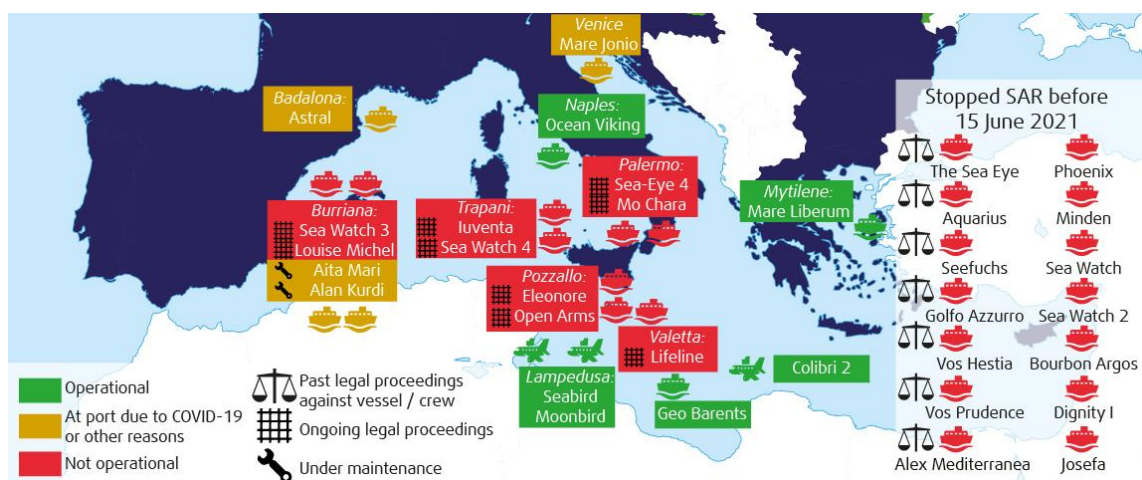 Venice
Mare Jonio
Badalona:
Astral
Naples:
Ocean Viking
Palermo:
Sea-Eye 4
Mo Chara
Burriana:
Sea Watch 3
Louise Michel
Aita Mari
Alan Kurdi
Trapani:
Iuventa
Sea Watch 4
Mytilene:
Mare Liberum
Pozzallo:
Eleonore
Open Arms
Valetta:
Lifeline
Lampedusa:
Seabird
Moonbird
Geo Barents
Colibri 2
Stopped SAR before
15 June 2021
The Sea Eye
Phoenix
Aquarius
Minden
Seefuchs
Sea Watch
Golfo Azzurro
Sea Watch 2
Vos Hestia
Bourbon Argos
Vos Prudence
Dignity I
Alex Mediterranea
Josefa
Operational
At port due to COVID-19
or other reasons
Not operational
Past legal proceedings
against vessel / crew
Ongoing legal proceedings
Under maintenance